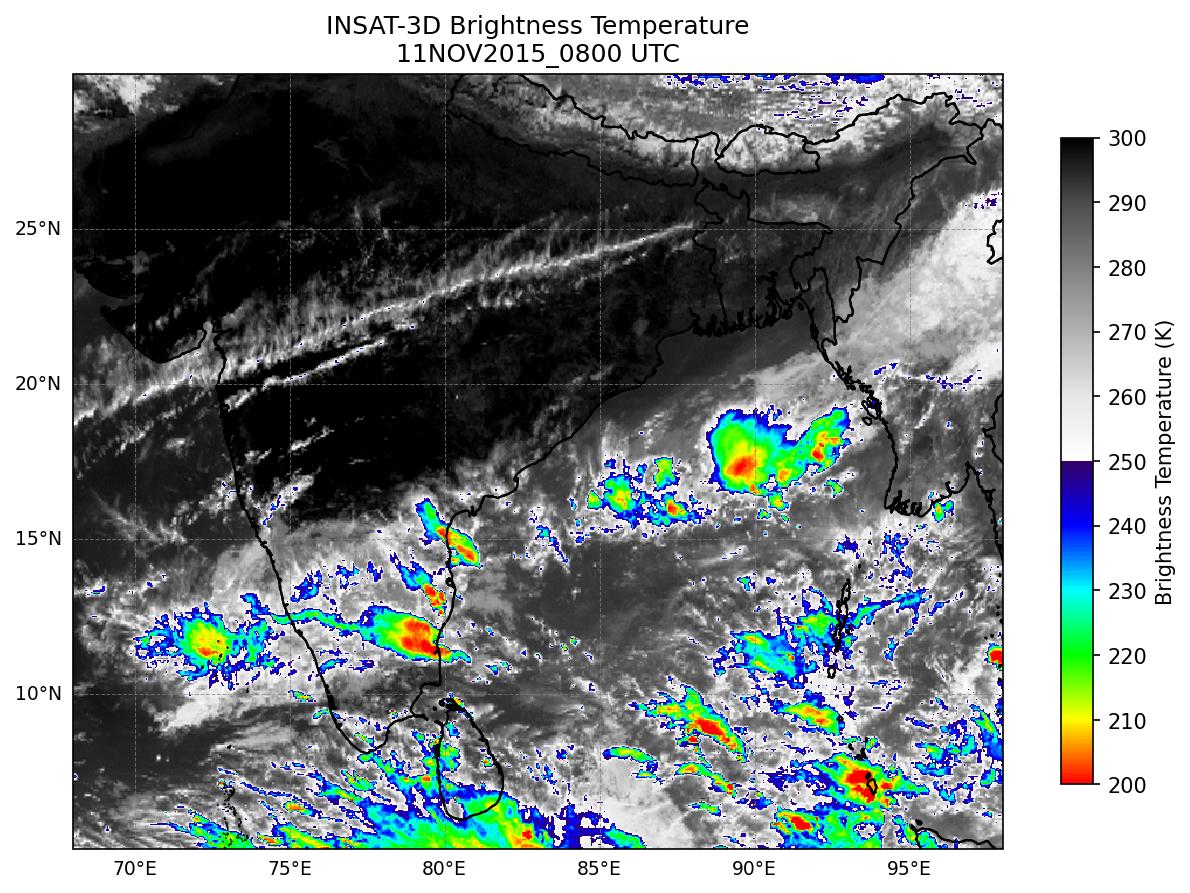 INSAT-3D Brightness Temperature
11NOV2015_0800 UTC
25°N
20°N
15°N
10°N
70°E
75°E
80°E
85°E
90°E
95°E
300
290
280
270
260
250
240
230
220
210
200
Brightness Temperature (K)